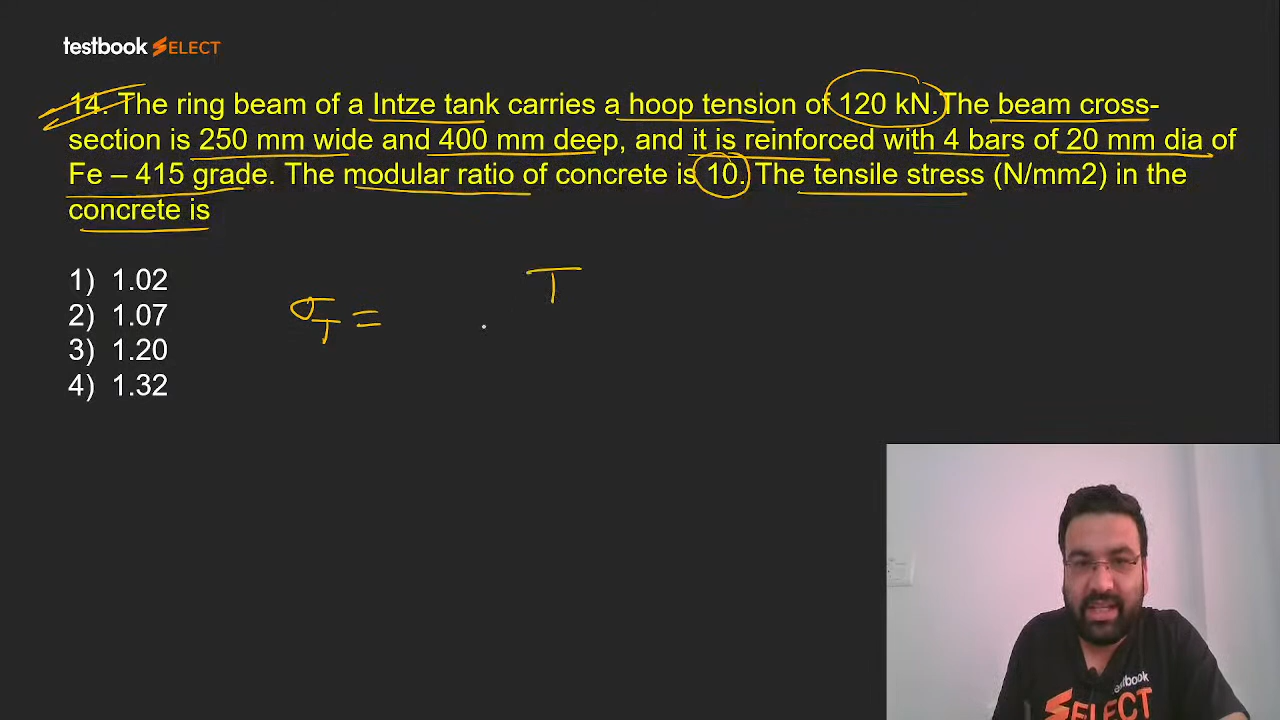 testbook SELECT
14. The ring beam of a Intze tank carries a hoop tension of 120 kN.The beam cross-
section is 250 mm wide and 400 mm deep, and it is reinforced with 4 bars of 20 mm dia of
Fe – 415 grade. The modular ratio of concrete is 10. The tensile stress (N/mm2) in the
concrete is
1) 1.02
2) 1.07
3) 1.20
4) 1.32
σT = T
testbook
SELECT